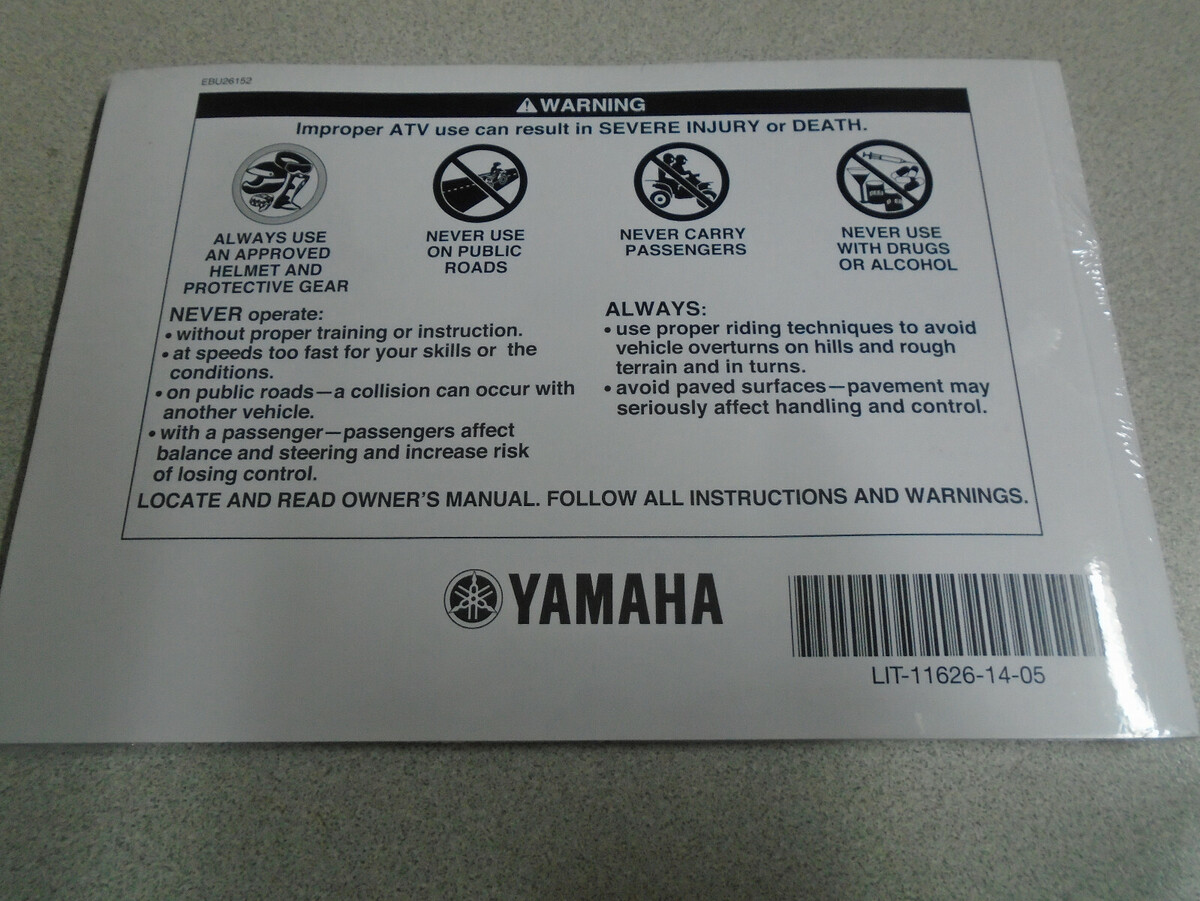 EBU26152
⚠WARNING
Improper ATV use can result in SEVERE INJURY or DEATH.
ALWAYS USE
AN APPROVED
HELMET AND
PROTECTIVE GEAR
NEVER USE
ON PUBLIC
ROADS
NEVER CARRY
PASSENGERS
NEVER USE
WITH DRUGS
OR ALCOHOL
NEVER operate:
• without proper training or instruction.
• at speeds too fast for your skills or the
conditions.
• on public roads—a collision can occur with
another vehicle.
• with a passenger—passengers affect
balance and steering and increase risk
of losing control.
ALWAYS:
• use proper riding techniques to avoid
vehicle overturns on hills and rough
terrain and in turns.
• avoid paved surfaces—pavement may
seriously affect handling and control.
LOCATE AND READ OWNER'S MANUAL. FOLLOW ALL INSTRUCTIONS AND WARNINGS.
YAMAHA
LIT-11626-14-05